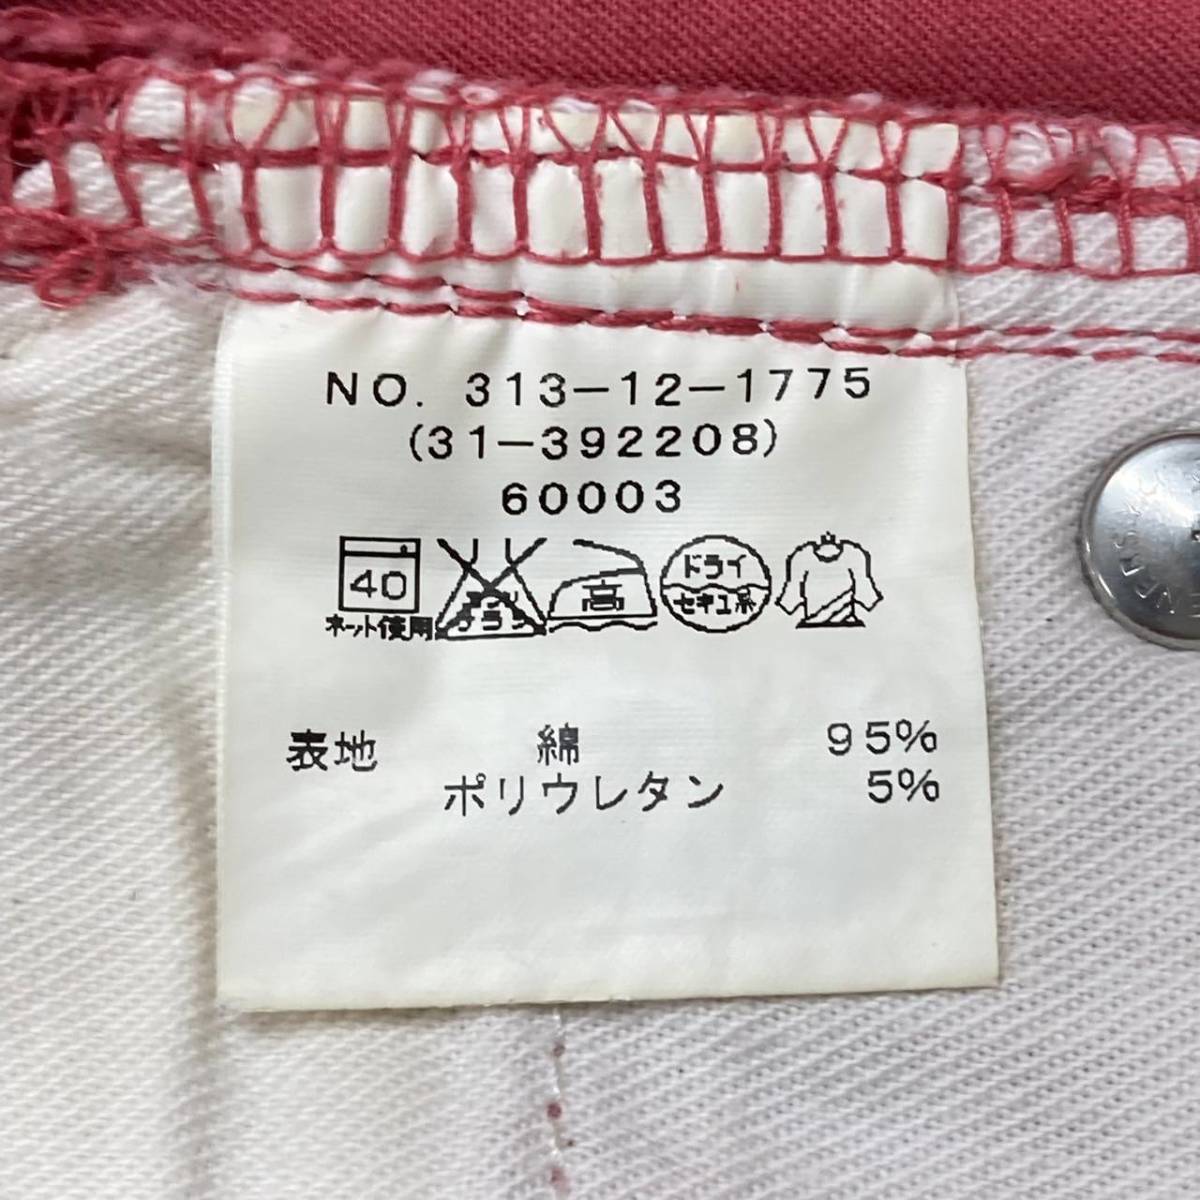 NO. 313-12-1775
(31-392208)
60003
40
ネット使用
高
ドライ
セキユ系
表地 綿 95%
ポリウレタン 5%